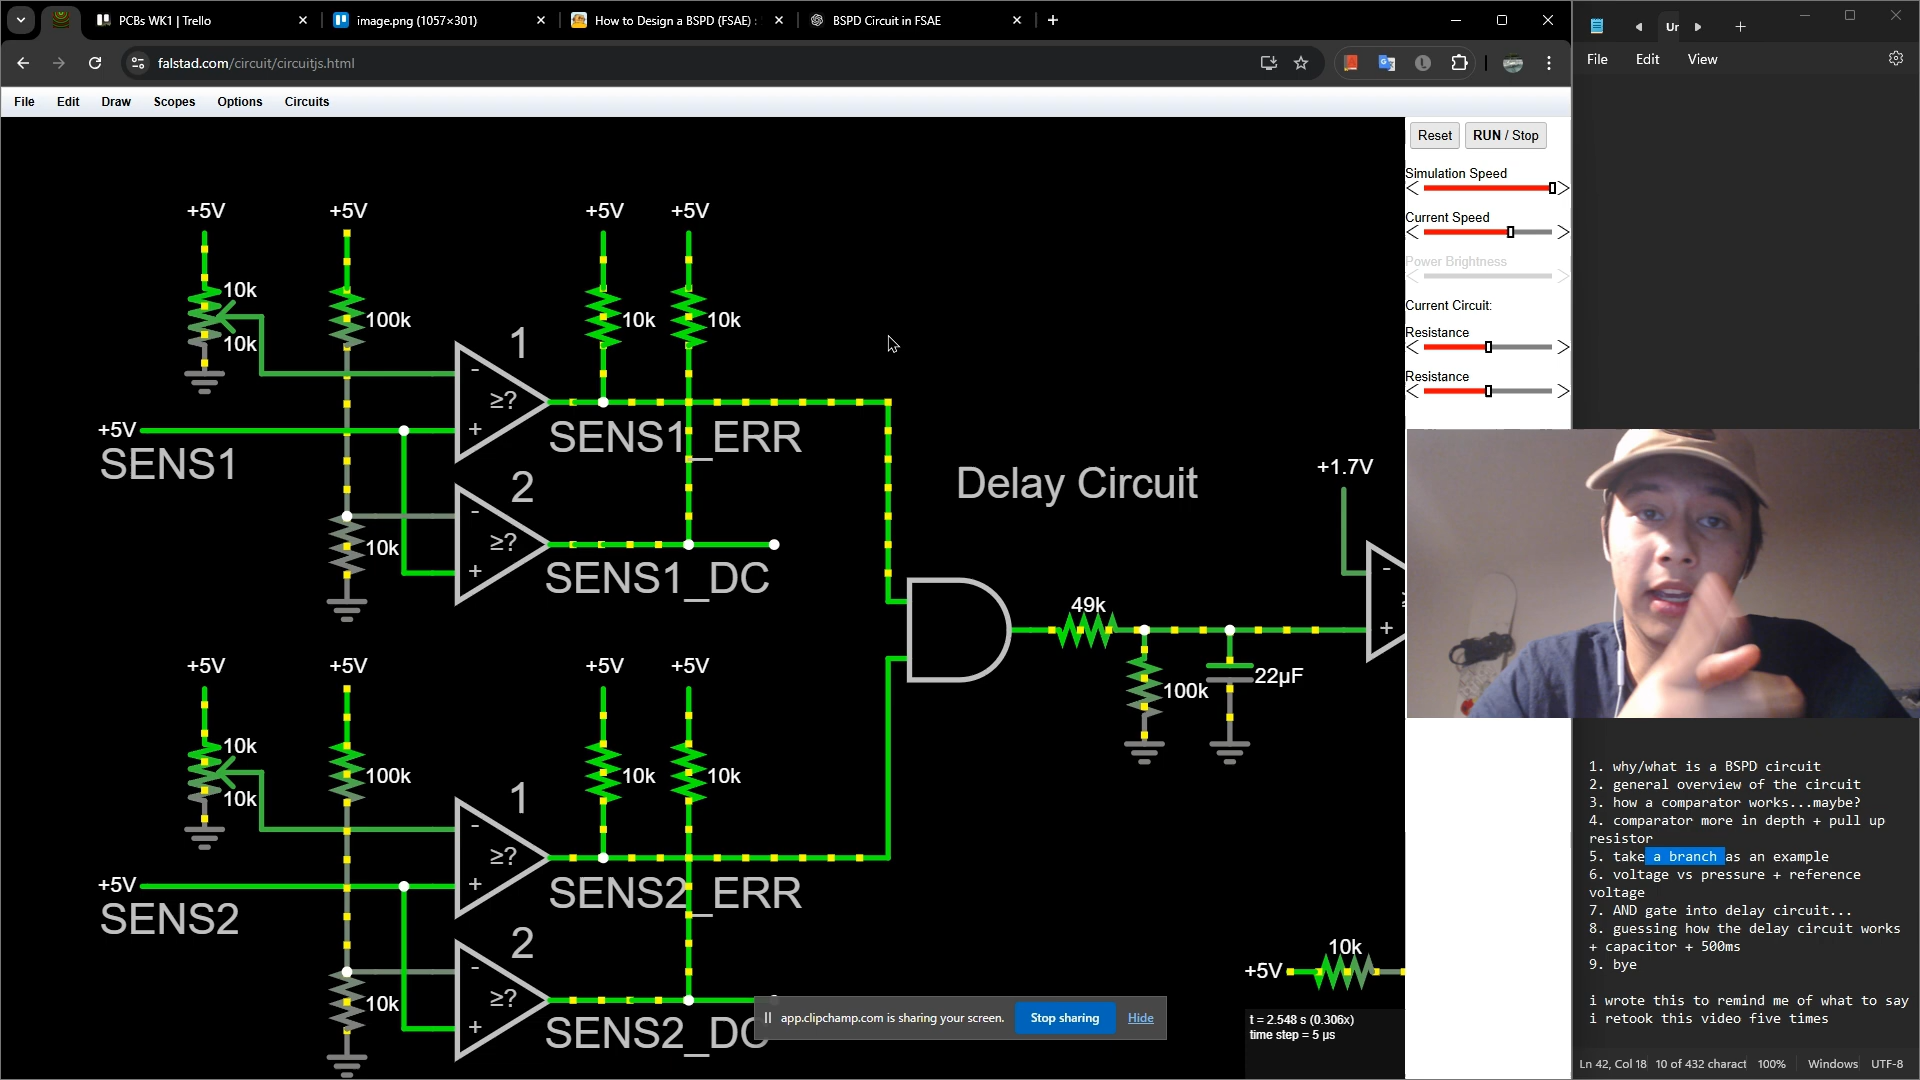 PCBs WK1 | Trello
image.png (1057×301)
How to Design a BSPD (FSAE) :
BSPD Circuit in FSAE
Ur
falstad.com/circuit/circuitjs.html
File Edit View
File Edit Draw Scopes Options Circuits
Reset RUN / Stop
Simulation Speed
Current Speed
Power Brightness
Current Circuit:
Resistance
Resistance
+5V +5V +5V +5V
10k
10k
100k
10k 10k
1
- ≥? +
+5V
SENS1
SENS1_ERR
2
- ≥? +
10k
SENS1_DC
Delay Circuit
+1.7V
-
+
49k
100k
22µF
+5V +5V +5V +5V
10k
10k
100k
10k 10k
1
- ≥? +
+5V
SENS2
SENS2_ERR
2
- ≥? +
10k
SENS2_DC
+5V
10k
t = 2.548 s (0.306x)
time step = 5 µs
app.clipchamp.com is sharing your screen. Stop sharing Hide
1. why/what is a BSPD circuit
2. general overview of the circuit
3. how a comparator works...maybe?
4. comparator more in depth + pull up
resistor
5. take a branch as an example
6. voltage vs pressure + reference
voltage
7. AND gate into delay circuit...
8. guessing how the delay circuit works
+ capacitor + 500ms
9. bye
i wrote this to remind me of what to say
i retook this video five times
Ln 42, Col 18 10 of 432 charact 100% Windows UTF-8